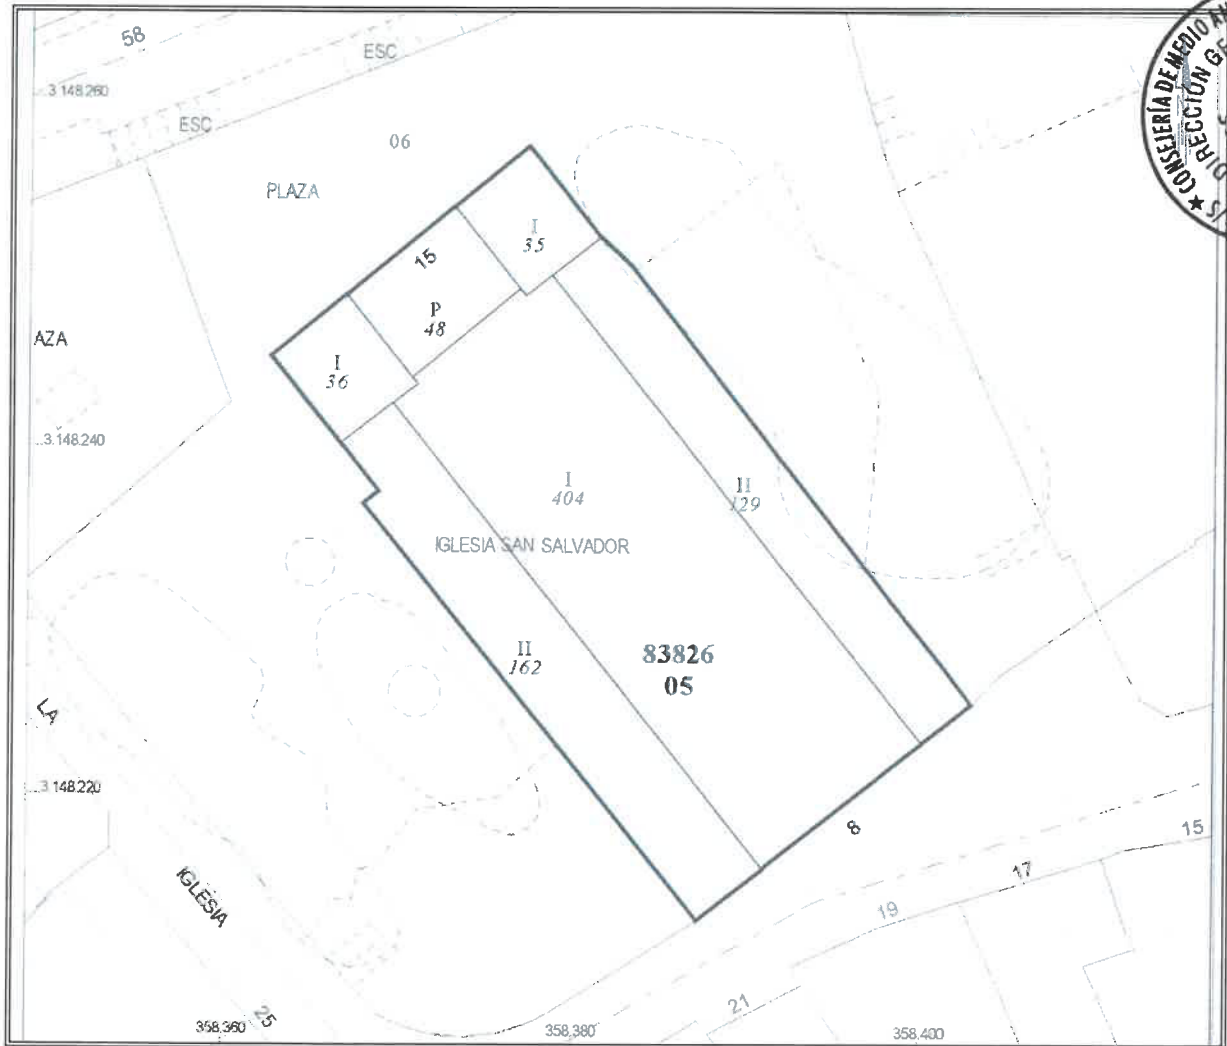 58
ESC
★ CONSEJERÍA DE MEDIO
DIRECCIÓN GE
3 148.260
ESC
06
PLAZA
I
35
15
P
48
AZA
I
36
3.148.240
I
404
II
129
IGLESIA SAN SALVADOR
II
162
83826
05
LA
3 148.220
8
15
IGLESIA
17
19
21
25
358,360
358,380
358,400